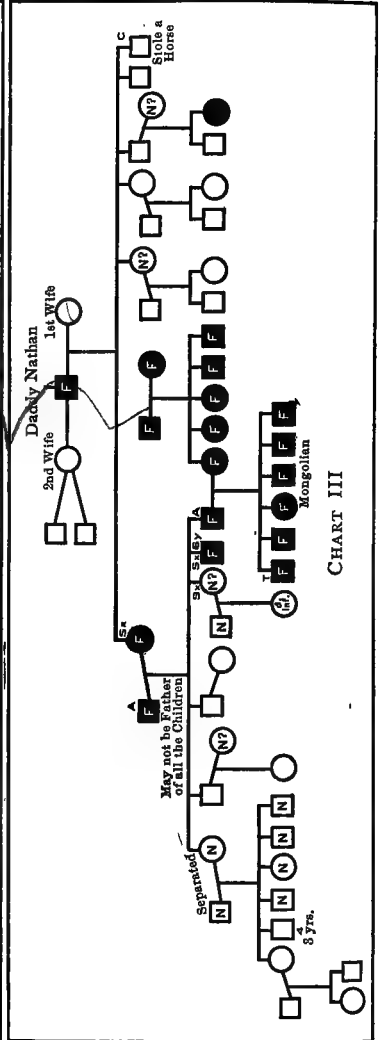 Daddy Nathan
2nd Wife
F
1st Wife
Sx
C
A
F
F
F
F
N?
N?
Stole a
Horse
May not be Father
of all the Children
Separated
Sx
Sx
Sy
A
N
N
N?
N
N?
F
F
F
F
F
F
F
N
N
N
N
3 yrs.
d.
inf.
T
F
F
F
F
F
F
Mongolian
CHART III